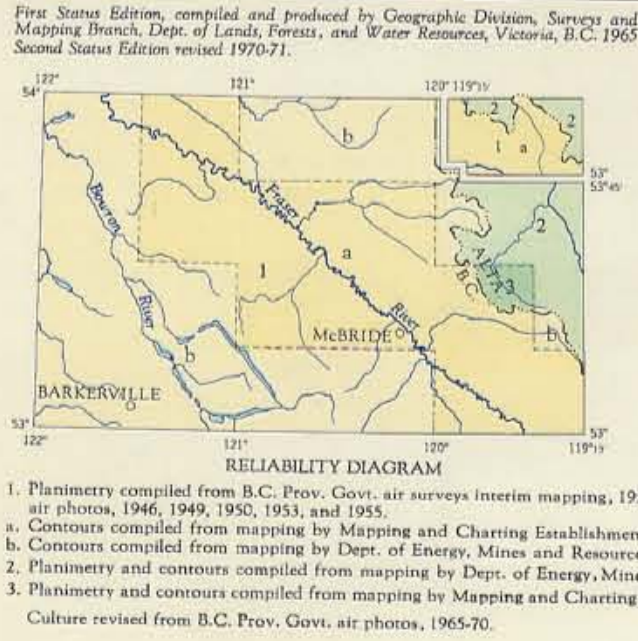 First Status Edition, compiled and produced by Geographic Division, Surveys and
Mapping Branch, Dept. of Lands, Forests, and Water Resources, Victoria, B.C. 1965
Second Status Edition revised 1970-71.
122° 121° 120° 119°15'
54°
b
2 2
1 a
53°
53°45'
Bowron
Fraser
2
a
ALTA
B.C.
3
1
River
River
McBRIDE
b
b
BARKERVILLE
53° 53°
122° 121° 120° 119°15'
RELIABILITY DIAGRAM
1. Planimetry compiled from B.C. Prov. Govt. air surveys interim mapping, 19
air photos, 1946, 1949, 1950, 1953, and 1955.
a. Contours compiled from mapping by Mapping and Charting Establishmen
b. Contours compiled from mapping by Dept. of Energy, Mines and Resource
2. Planimetry and contours compiled from mapping by Dept. of Energy, Mine
3. Planimetry and contours compiled from mapping by Mapping and Charting
Culture revised from B.C. Prov. Govt. air photos, 1965-70.